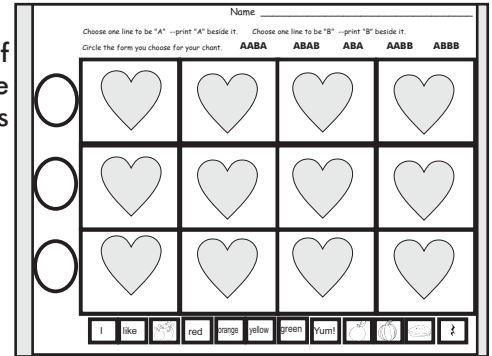 Name
Choose one line to be "A" --print "A" beside it. Choose one line to be "B" --print "B" beside it.
Circle the form you choose for your chant. AABA ABAB ABA AABB ABBB
f
e
s
I like red orange yellow green Yum!